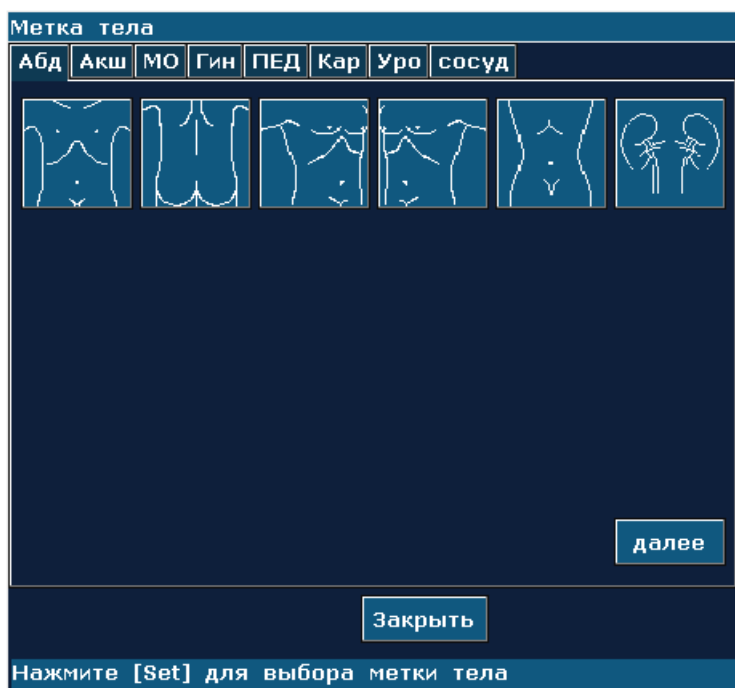 Метка тела
Абд Акш МО Гин ПЕД Кар Уро сосуд
далее
Закрыть
Нажмите [Set] для выбора метки тела